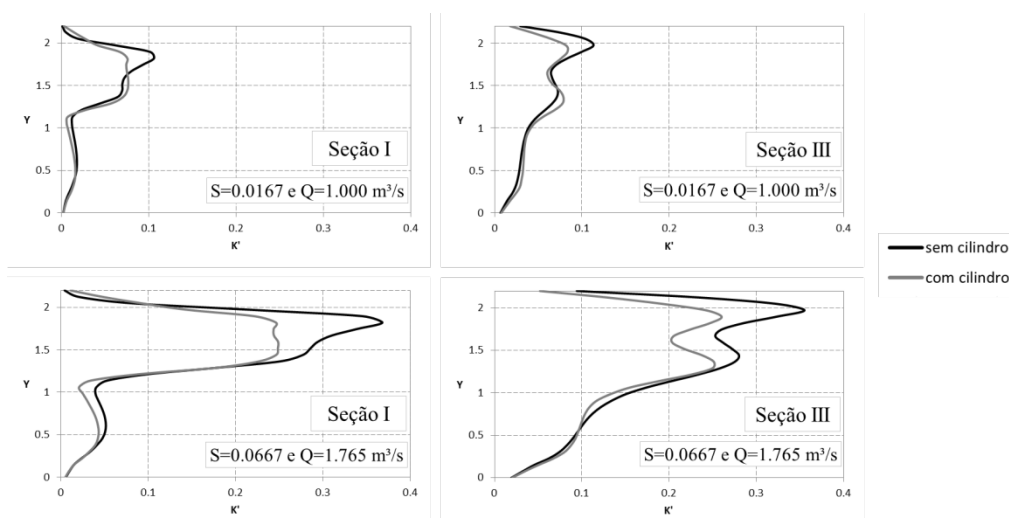 2
1.5
Y
1
0.5
0
0
0.1
0.2
0.3
0.4
K'
Seção I
S=0.0167 e Q=1.000 m³/s
2
1.5
Y
1
0.5
0
0
0.1
0.2
0.3
0.4
K'
Seção III
S=0.0167 e Q=1.000 m³/s
sem cilindro
com cilindro
2
1.5
Y
1
0.5
0
0
0.1
0.2
0.3
0.4
K'
Seção I
S=0.0667 e Q=1.765 m³/s
2
1.5
Y
1
0.5
0
0
0.1
0.2
0.3
0.4
K'
Seção III
S=0.0667 e Q=1.765 m³/s